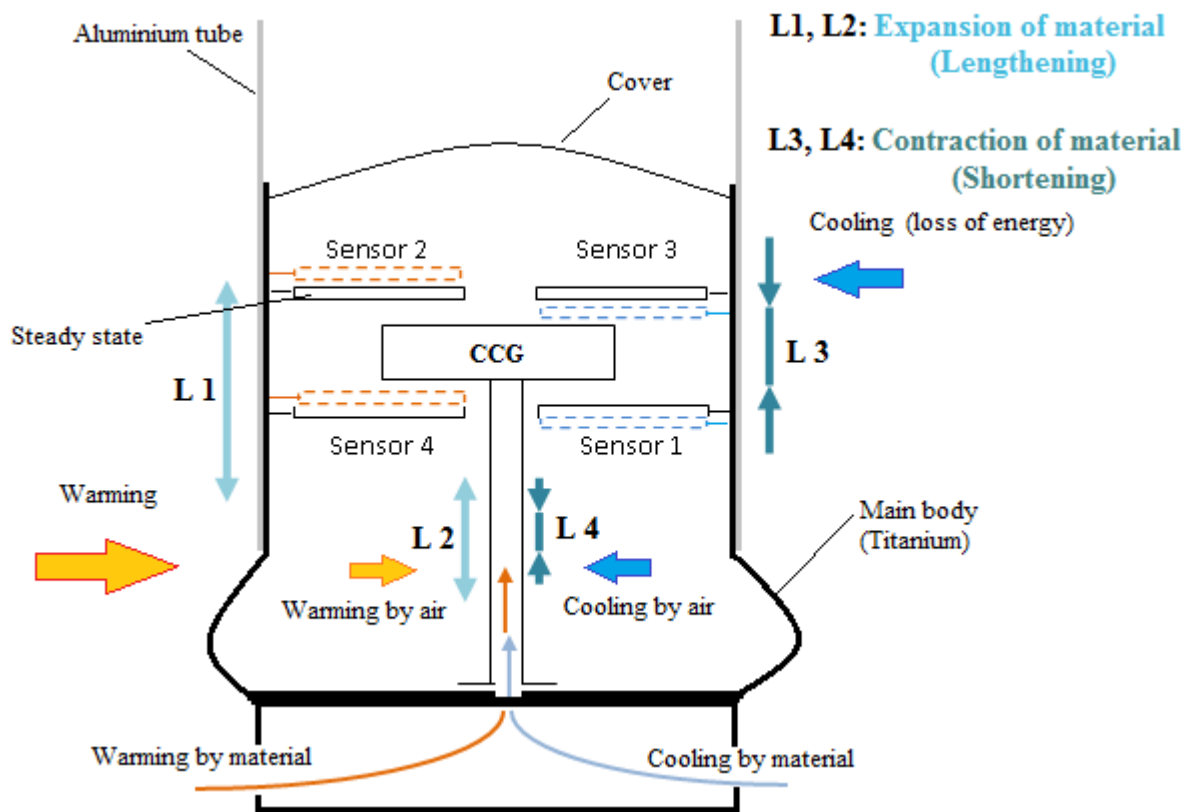 Aluminium tube
L1, L2: Expansion of material
(Lengthening)
Cover
L3, L4: Contraction of material
(Shortening)
Cooling (loss of energy)
Sensor 2
Sensor 3
Steady state
CCG
L 3
L 1
Sensor 4
Sensor 1
Warming
Main body
(Titanium)
L 2
L 4
Warming by air
Cooling by air
Warming by material
Cooling by material